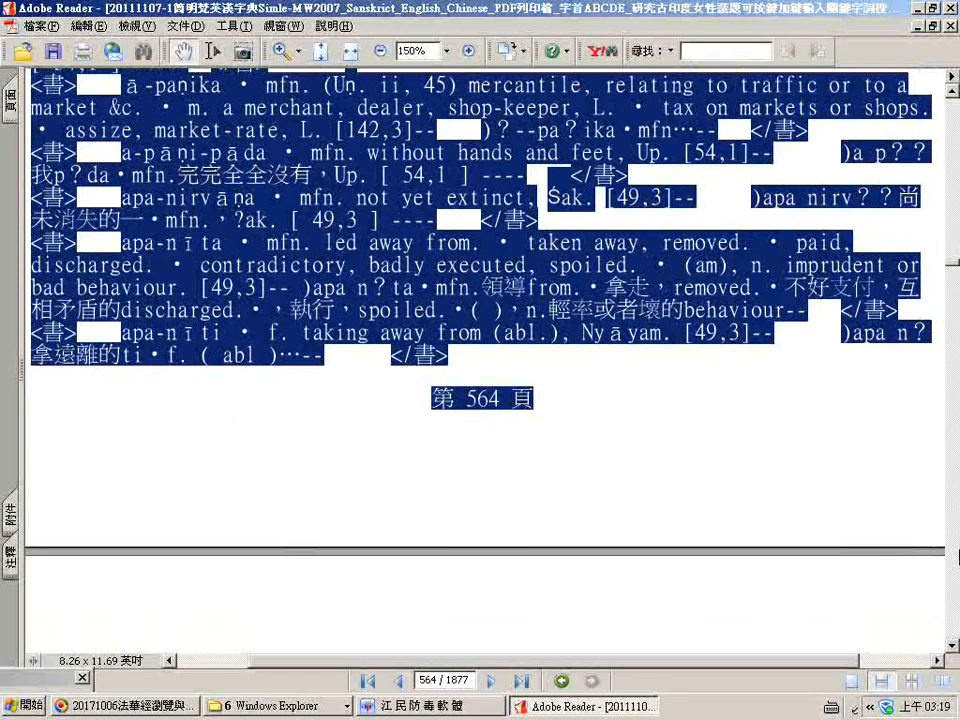 Adobe Reader - [20111107-1簡明梵英漢字典Simle-MW2007_Sanskrict_English_Chinese_PDF列印檔_字首ABCDE_研究古印度女性議題可按鍵加鍵輸入關鍵字詞搜...
檔案(F) 編輯(E) 檢視(V) 文件(D) 工具(T) 視窗(W) 說明(H)
150% Y! 尋找：
頁面
<書> ā-paṇika ‧ mfn. (Uṇ. ii, 45) mercantile, relating to traffic or to a
market &c. ‧ m. a merchant, dealer, shop-keeper, L. ‧ tax on markets or shops.
‧ assize, market-rate, L. [142,3]-- )？--pa？ika‧mfn…-- </書>
<書> a-pāṇi-pāda ‧ mfn. without hands and feet, Up. [54,1]-- )a p？？
我p？da‧mfn.完完全全沒有，Up. [ 54,1 ] ---- </書>
<書> apa-nirvāṇa ‧ mfn. not yet extinct, Śak. [49,3]-- )apa nirv？？尚
未消失的一‧mfn. ，?ak. [ 49,3 ] ---- </書>
<書> apa-nīta ‧ mfn. led away from. ‧ taken away, removed. ‧ paid,
discharged. ‧ contradictory, badly executed, spoiled. ‧ (am), n. imprudent or
bad behaviour. [49,3]-- )apa n？ta‧mfn.領導from.‧拿走，removed.‧不好支付，互
相矛盾的discharged.‧，執行，spoiled.‧( ),n.輕率或者壞的behaviour-- </書>
<書> apa-nīti ‧ f. taking away from (abl.), Nyāyam. [49,3]-- )apa n？
拿遠離的ti‧f. ( abl )…-- </書>
第 564 頁
附件
注釋
8.26 x 11.69 英吋
564 / 1877
開始 20171006法華經瀏覽與... 6 Windows Explorer 江民防毒軟體 Adobe Reader - [2011110... 上午 03:19